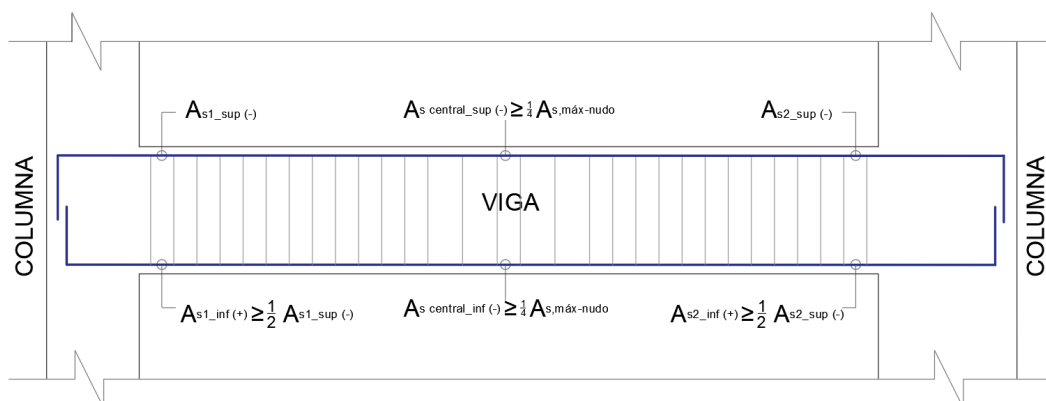 As1_sup (-)
As central_sup (-) ≥ 1/4 As,máx-nudo
As2_sup (-)
COLUMNA
VIGA
COLUMNA
As1_inf (+) ≥ 1/2 As1_sup (-)
As central_inf (-) ≥ 1/4 As,máx-nudo
As2_inf (+) ≥ 1/2 As2_sup (-)